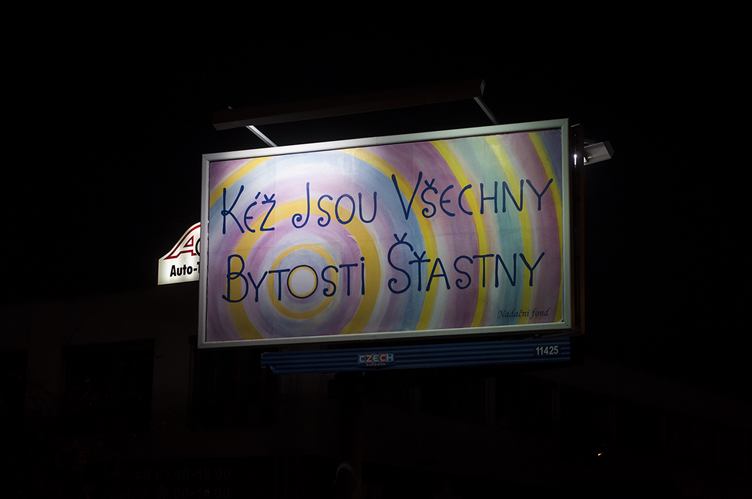 Kéž Jsou Všechny
Bytosti Šťastny
Nadační fond
Auto-
CZECH
11425